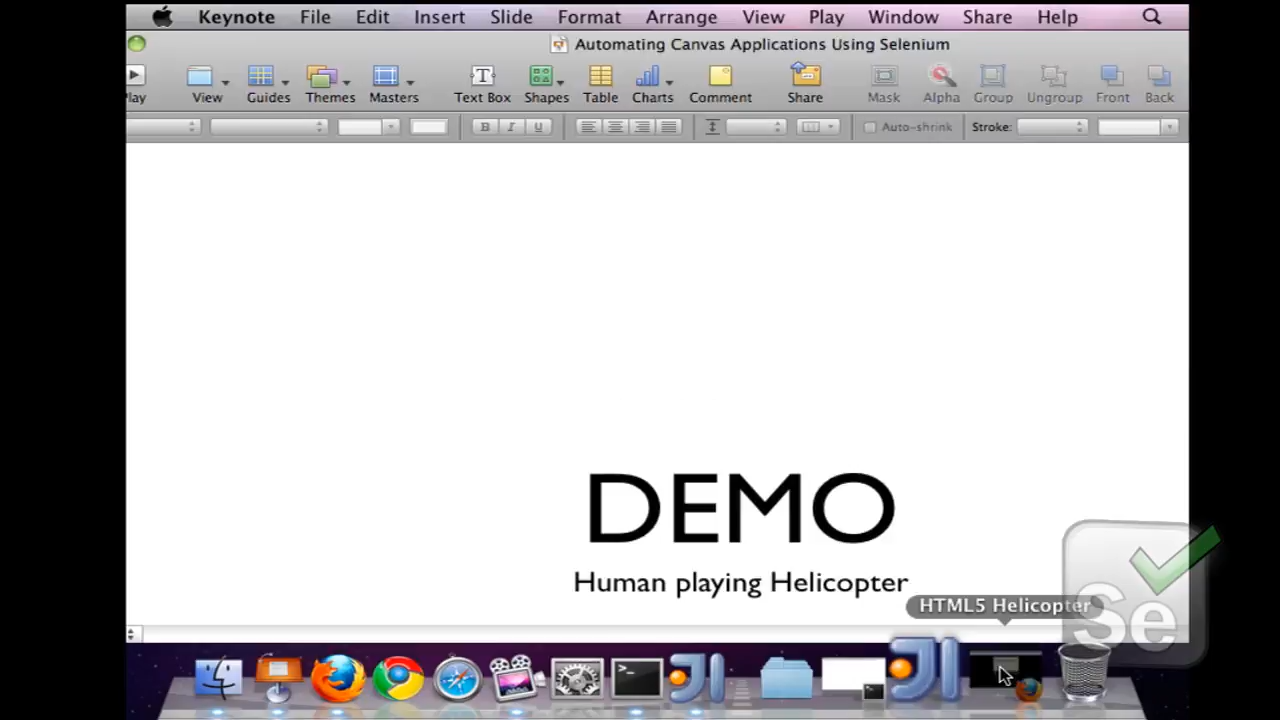 Keynote File Edit Insert Slide Format Arrange View Play Window Share Help
Automating Canvas Applications Using Selenium
Play View Guides Themes Masters Text Box Shapes Table Charts Comment Share Mask Alpha Group Ungroup Front Back
B I U Auto-shrink Stroke:
DEMO
Human playing Helicopter
HTML5 Helicopter
Se